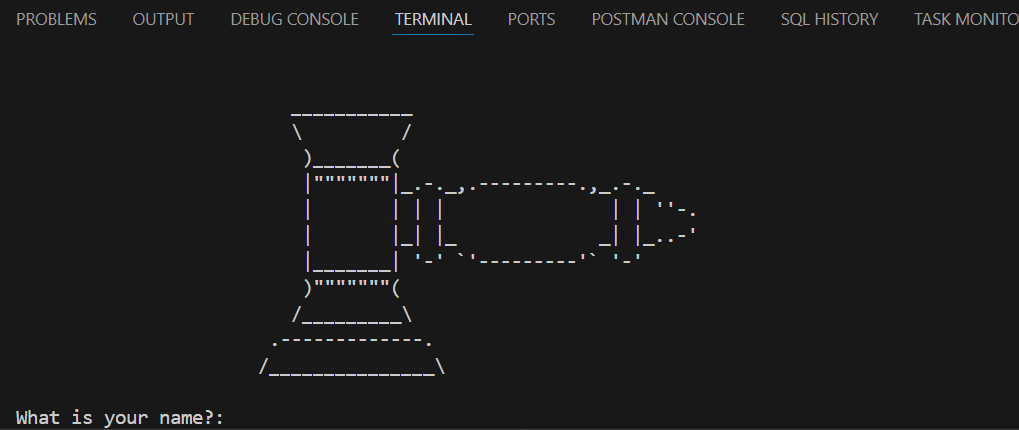 PROBLEMS OUTPUT DEBUG CONSOLE TERMINAL PORTS POSTMAN CONSOLE SQL HISTORY TASK MONITO
What is your name?: